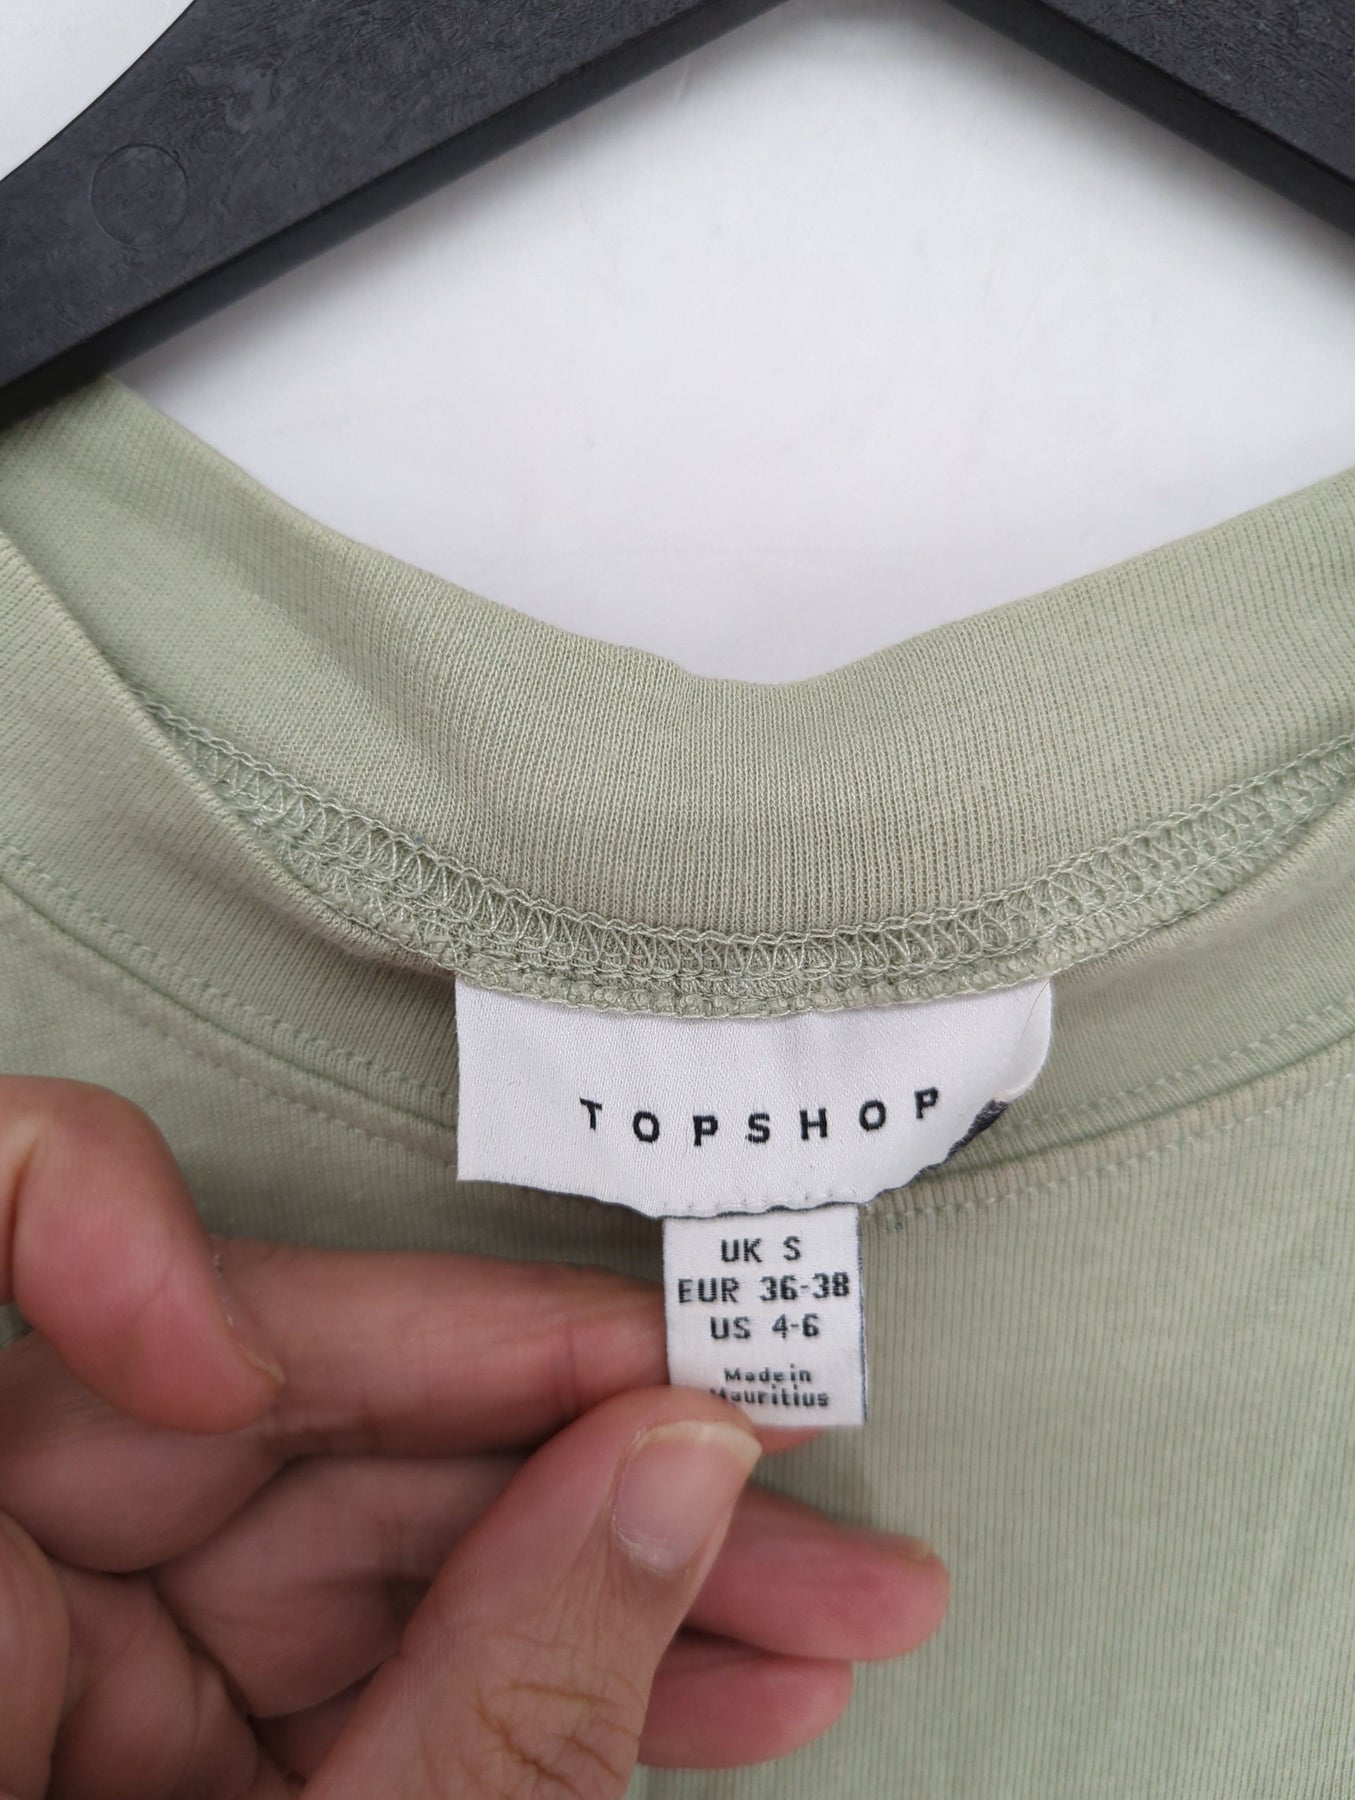 TOPSHOP
UK S
EUR 36-38
US 4-6
Made in
Mauritius